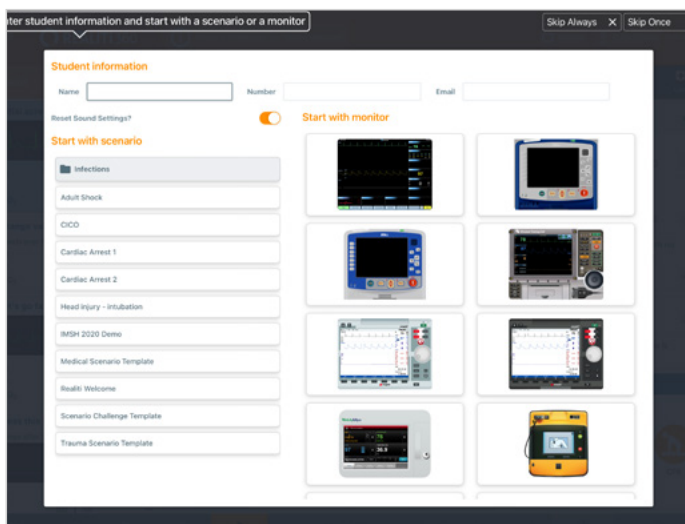 ter student information and start with a scenario or a monitor
Skip Always X Skip Once
Student information
Name
Number
Email
Reset Sound Settings?
Start with monitor
Start with scenario
Infections
Adult Shock
CICO
Cardiac Arrest 1
Cardiac Arrest 2
Head injury - intubation
IMSH 2020 Demo
Medical Scenario Template
Realiti Welcome
Scenario Challenge Template
Trauma Scenario Template